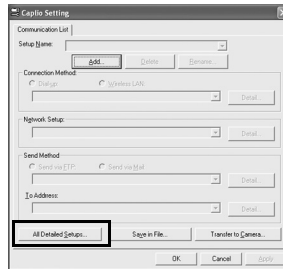 Caplio Setting
Communication List
Setup Name:
Add... Delete Rename...
Connection Method
Dial-up Wireless LAN
Detail...
Network Setup:
Detail...
Send Method
Send via FTP: Send via Mail
Detail...
To Address:
Detail...
All Detailed Setups... Save in File... Transfer to Camera...
OK Cancel Apply